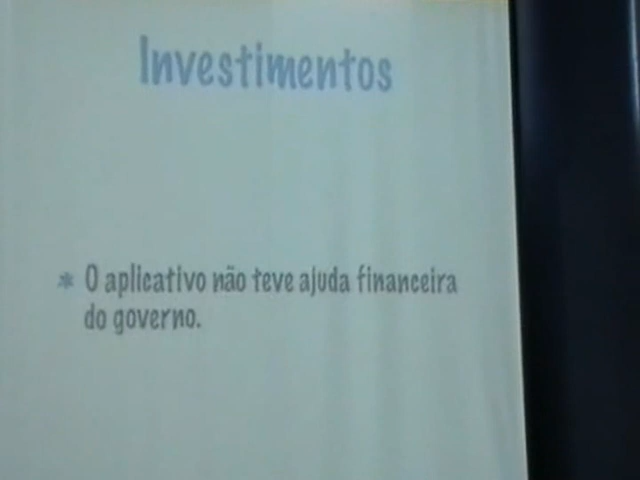 Investimentos
* O aplicativo não teve ajuda financeira
do governo.